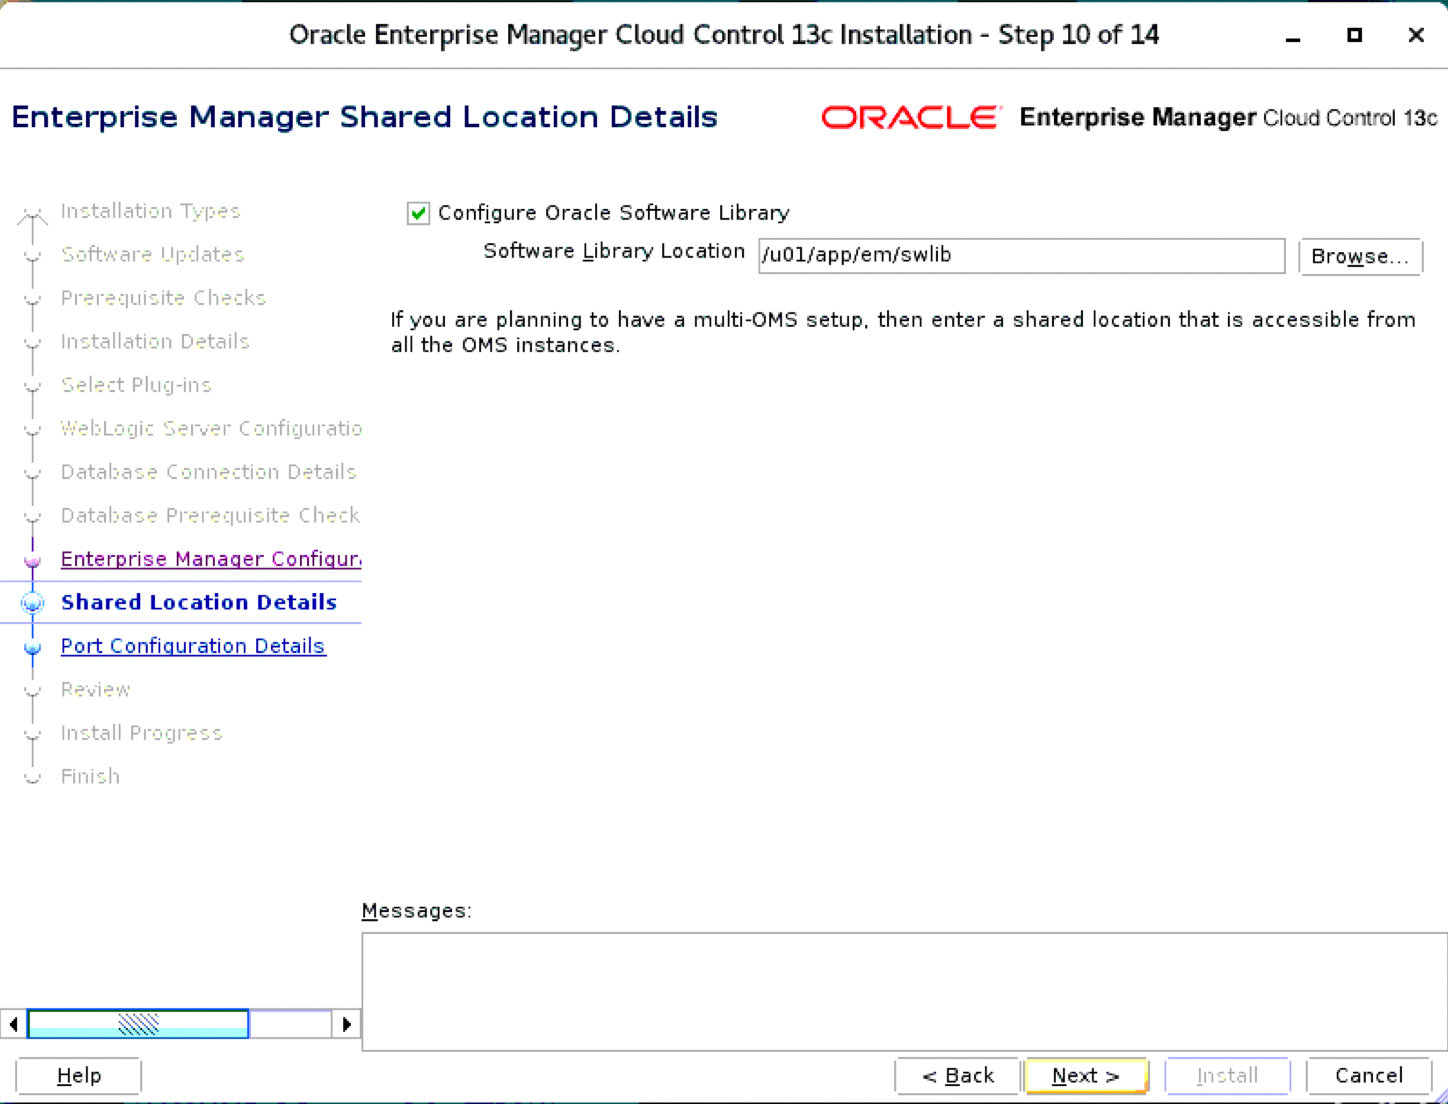 Oracle Enterprise Manager Cloud Control 13c Installation - Step 10 of 14
Enterprise Manager Shared Location Details
ORACLE Enterprise Manager Cloud Control 13c
Installation Types
Software Updates
Prerequisite Checks
Installation Details
Select Plug-ins
WebLogic Server Configuratio
Database Connection Details
Database Prerequisite Check
Enterprise Manager Configura
Shared Location Details
Port Configuration Details
Review
Install Progress
Finish
Configure Oracle Software Library
Software Library Location /u01/app/em/swlib Browse...
If you are planning to have a multi-OMS setup, then enter a shared location that is accessible from
all the OMS instances.
Messages:
Help < Back Next > Install Cancel